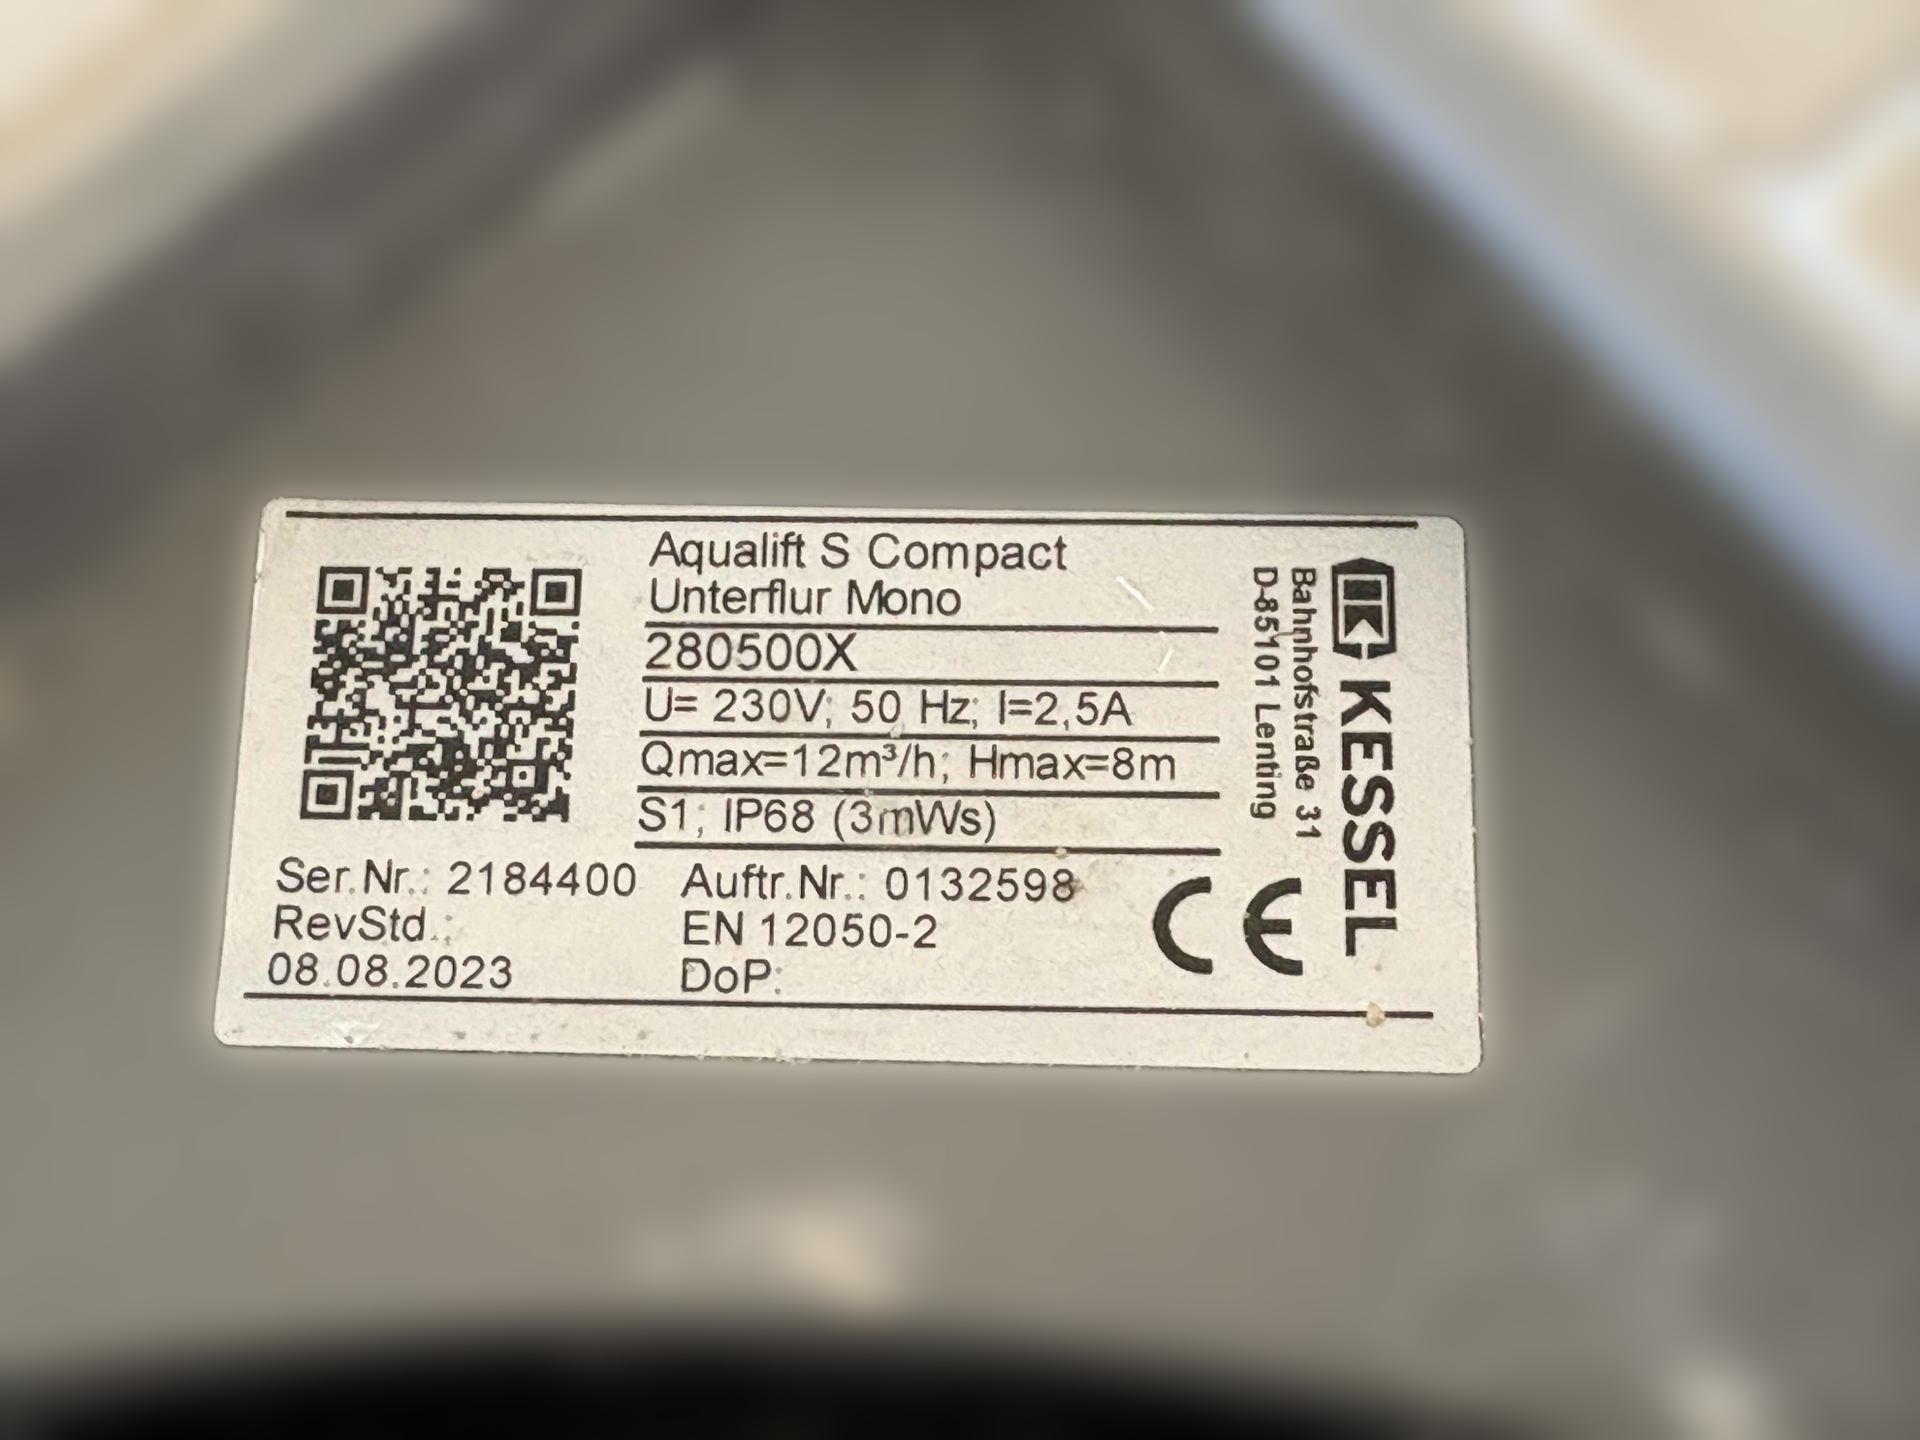 Aqualift S Compact
Unterflur Mono
280500X
U= 230V; 50 Hz; I=2,5A
Qmax=12m³/h; Hmax=8m
S1; IP68 (3mWs)
Ser.Nr.: 2184400 Auftr.Nr.: 0132598
RevStd.: EN 12050-2
08.08.2023 DoP:
CE
KESSEL
Bahnhofstraße 31
D-85101 Lenting